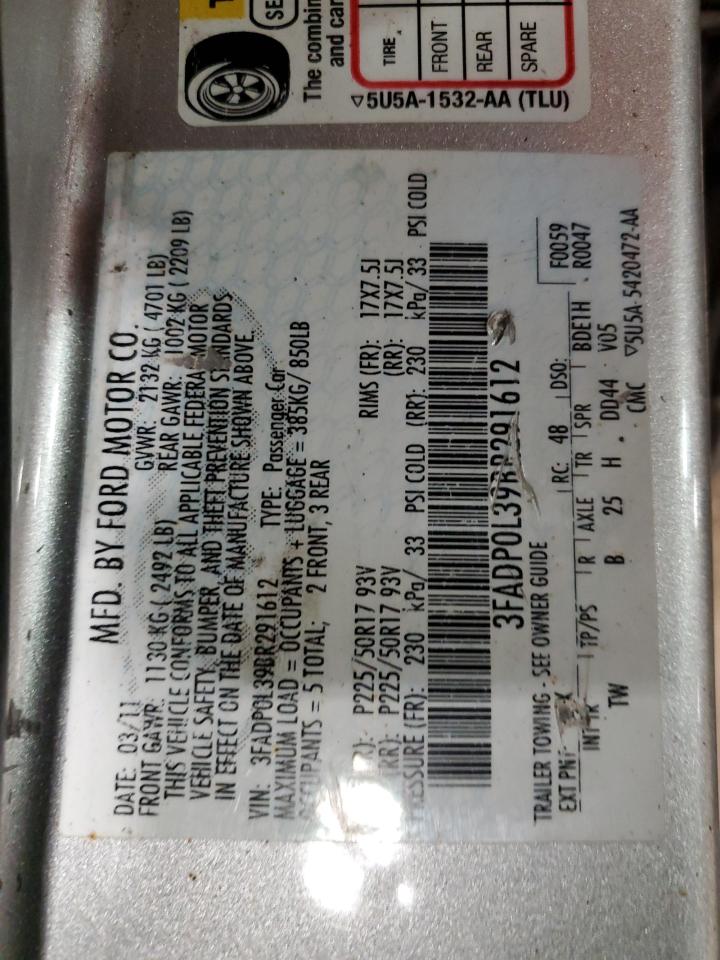 SE
The combin
and car
TIRE
FRONT
REAR
SPARE
▽5U5A-1532-AA (TLU)
MFD. BY FORD MOTOR CO.
DATE: 03/11 GVWR: 2132 KG ( 4701 LB)
FRONT GAWR: 1130 KG ( 2492 LB) REAR GAWR: 1002 KG ( 2209 LB)
THIS VEHICLE CONFORMS TO ALL APPLICABLE FEDERAL MOTOR
VEHICLE SAFETY, BUMPER, AND THEFT PREVENTION STANDARDS
IN EFFECT ON THE DATE OF MANUFACTURE SHOWN ABOVE.
VIN: 3FADP0L39BR291612 TYPE: Passenger Car
MAXIMUM LOAD = OCCUPANTS + LUGGAGE = 385KG/ 850LB
OCCUPANTS = 5 TOTAL; 2 FRONT, 3 REAR
P225/50R17 93V RIMS (FR): 17X7.5J
(RR): P225/50R17 93V (RR): 17X7.5J
PRESSURE (FR): 230 kPa/ 33 PSI COLD (RR): 230 kPa/ 33 PSI COLD
3FADP0L39BR291612
TRAILER TOWING - SEE OWNER GUIDE
EXT PNT RC: 48 DSO: F0059
R0047
INT TR TP/PS R AXLE TR SPR BDE1H
TW B 25 H DD44 V05
CMC ▽5U5A-5420472-AA